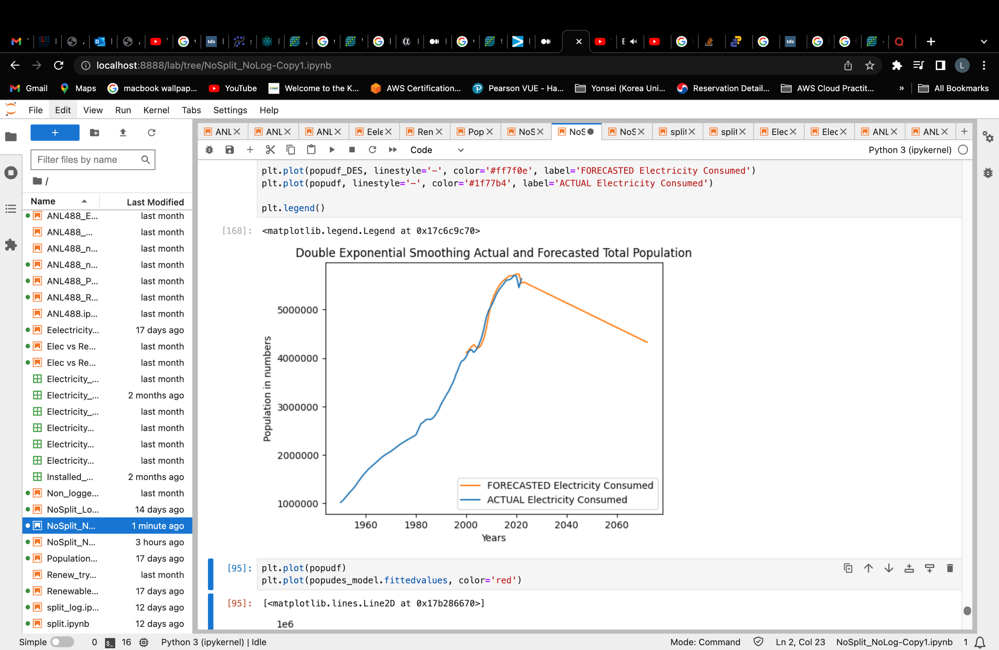 SUSS
tds
α
E
tds
localhost:8888/lab/tree/NoSplit_NoLog-Copy1.ipynb
L
Gmail
Maps
macbook wallpap...
YouTube
Welcome to the K...
AWS Certification...
Pearson VUE - Ha...
Yonsei (Korea Uni...
Reservation Detail...
AWS Cloud Practit...
»
All Bookmarks
File Edit View Run Kernel Tabs Settings Help
+
Filter files by name
/
Name Last Modified
ANL488_E... last month
ANL488_... last month
ANL488_n... last month
ANL488_n... last month
ANL488_P... last month
ANL488_R... last month
ANL488.ip... last month
Eelectricity... 17 days ago
Elec vs Re... last month
Elec vs Re... last month
Electricity_... last month
Electricity_... 2 months ago
Electricity_... last month
Electricity... last month
Electricity... last month
Electricity... last month
Installed_... 2 months ago
Non_logge... last month
NoSplit_Lo... 14 days ago
NoSplit_N... 1 minute ago
NoSplit_N... 3 hours ago
Population... 17 days ago
Renew_try... last month
Renewable... 17 days ago
split_log.ip... 12 days ago
split.ipynb 12 days ago
ANL ANL ANL Eele Ren Pop NoS NoS NoS split split Elec Elec ANL ANL
Code
Python 3 (ipykernel)
plt.plot(popudf_DES, linestyle='-', color='#ff7f0e', label='FORECASTED Electricity Consumed')
plt.plot(popudf, linestyle='-', color='#1f77b4', label='ACTUAL Electricity Consumed')
plt.legend()
[168]: <matplotlib.legend.Legend at 0x17c6c9c70>
Double Exponential Smoothing Actual and Forecasted Total Population
Population in numbers
5000000
4000000
3000000
2000000
1000000
FORECASTED Electricity Consumed
ACTUAL Electricity Consumed
1960 1980 2000 2020 2040 2060
Years
[95]: plt.plot(popudf)
plt.plot(popudes_model.fittedvalues, color='red')
[95]: [<matplotlib.lines.Line2D at 0x17b286670>]
1e6
Simple 0 $_ 16 Python 3 (ipykernel) | Idle
Mode: Command Ln 2, Col 23 NoSplit_NoLog-Copy1.ipynb 1